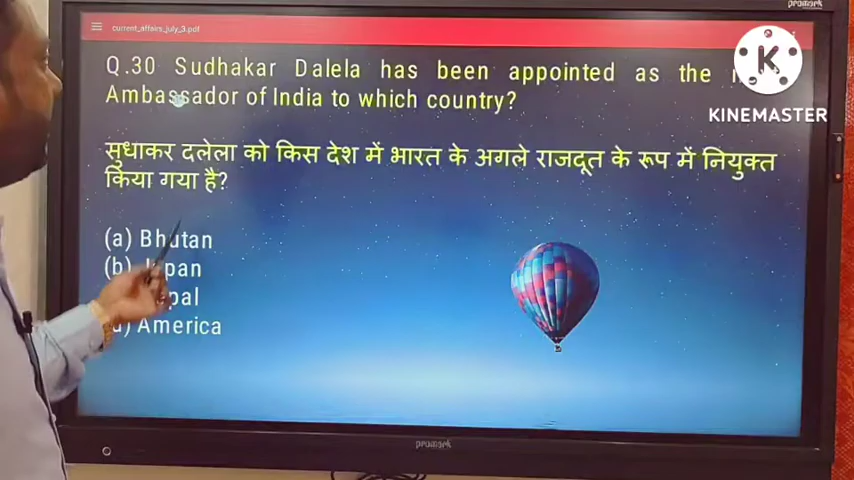 current_affairs_july_3.pdf
promark
Q.30 Sudhakar Dalela has been appointed as the
Ambassador of India to which country?
K
KINEMASTER
सुधाकर दलेला को किस देश में भारत के अगले राजदूत के रूप में नियुक्त
किया गया है?
(a) Bhutan
(b)
(d) America
promark